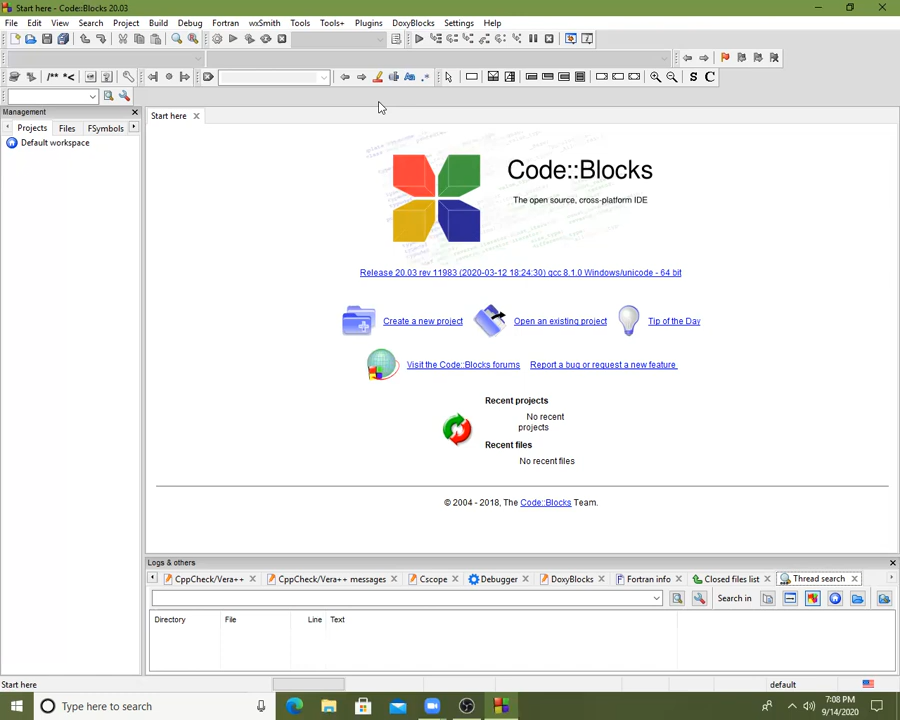 Start here - Code::Blocks 20.03
File Edit View Search Project Build Debug Fortran wxSmith Tools Tools+ Plugins DoxyBlocks Settings Help
/** *<
S C
Management
Projects Files FSymbols
Default workspace
Start here
Code::Blocks
The open source, cross-platform IDE
Release 20.03 rev 11983 (2020-03-12 18:24:30) gcc 8.1.0 Windows/unicode - 64 bit
Create a new project Open an existing project Tip of the Day
Visit the Code::Blocks forums Report a bug or request a new feature
Recent projects
No recent
projects
Recent files
No recent files
© 2004 - 2018, The Code::Blocks Team.
Logs & others
CppCheck/Vera++ CppCheck/Vera++ messages Cscope Debugger DoxyBlocks Fortran info Closed files list Thread search
Search in
Directory File Line Text
Start here default
Type here to search
7:08 PM
9/14/2020